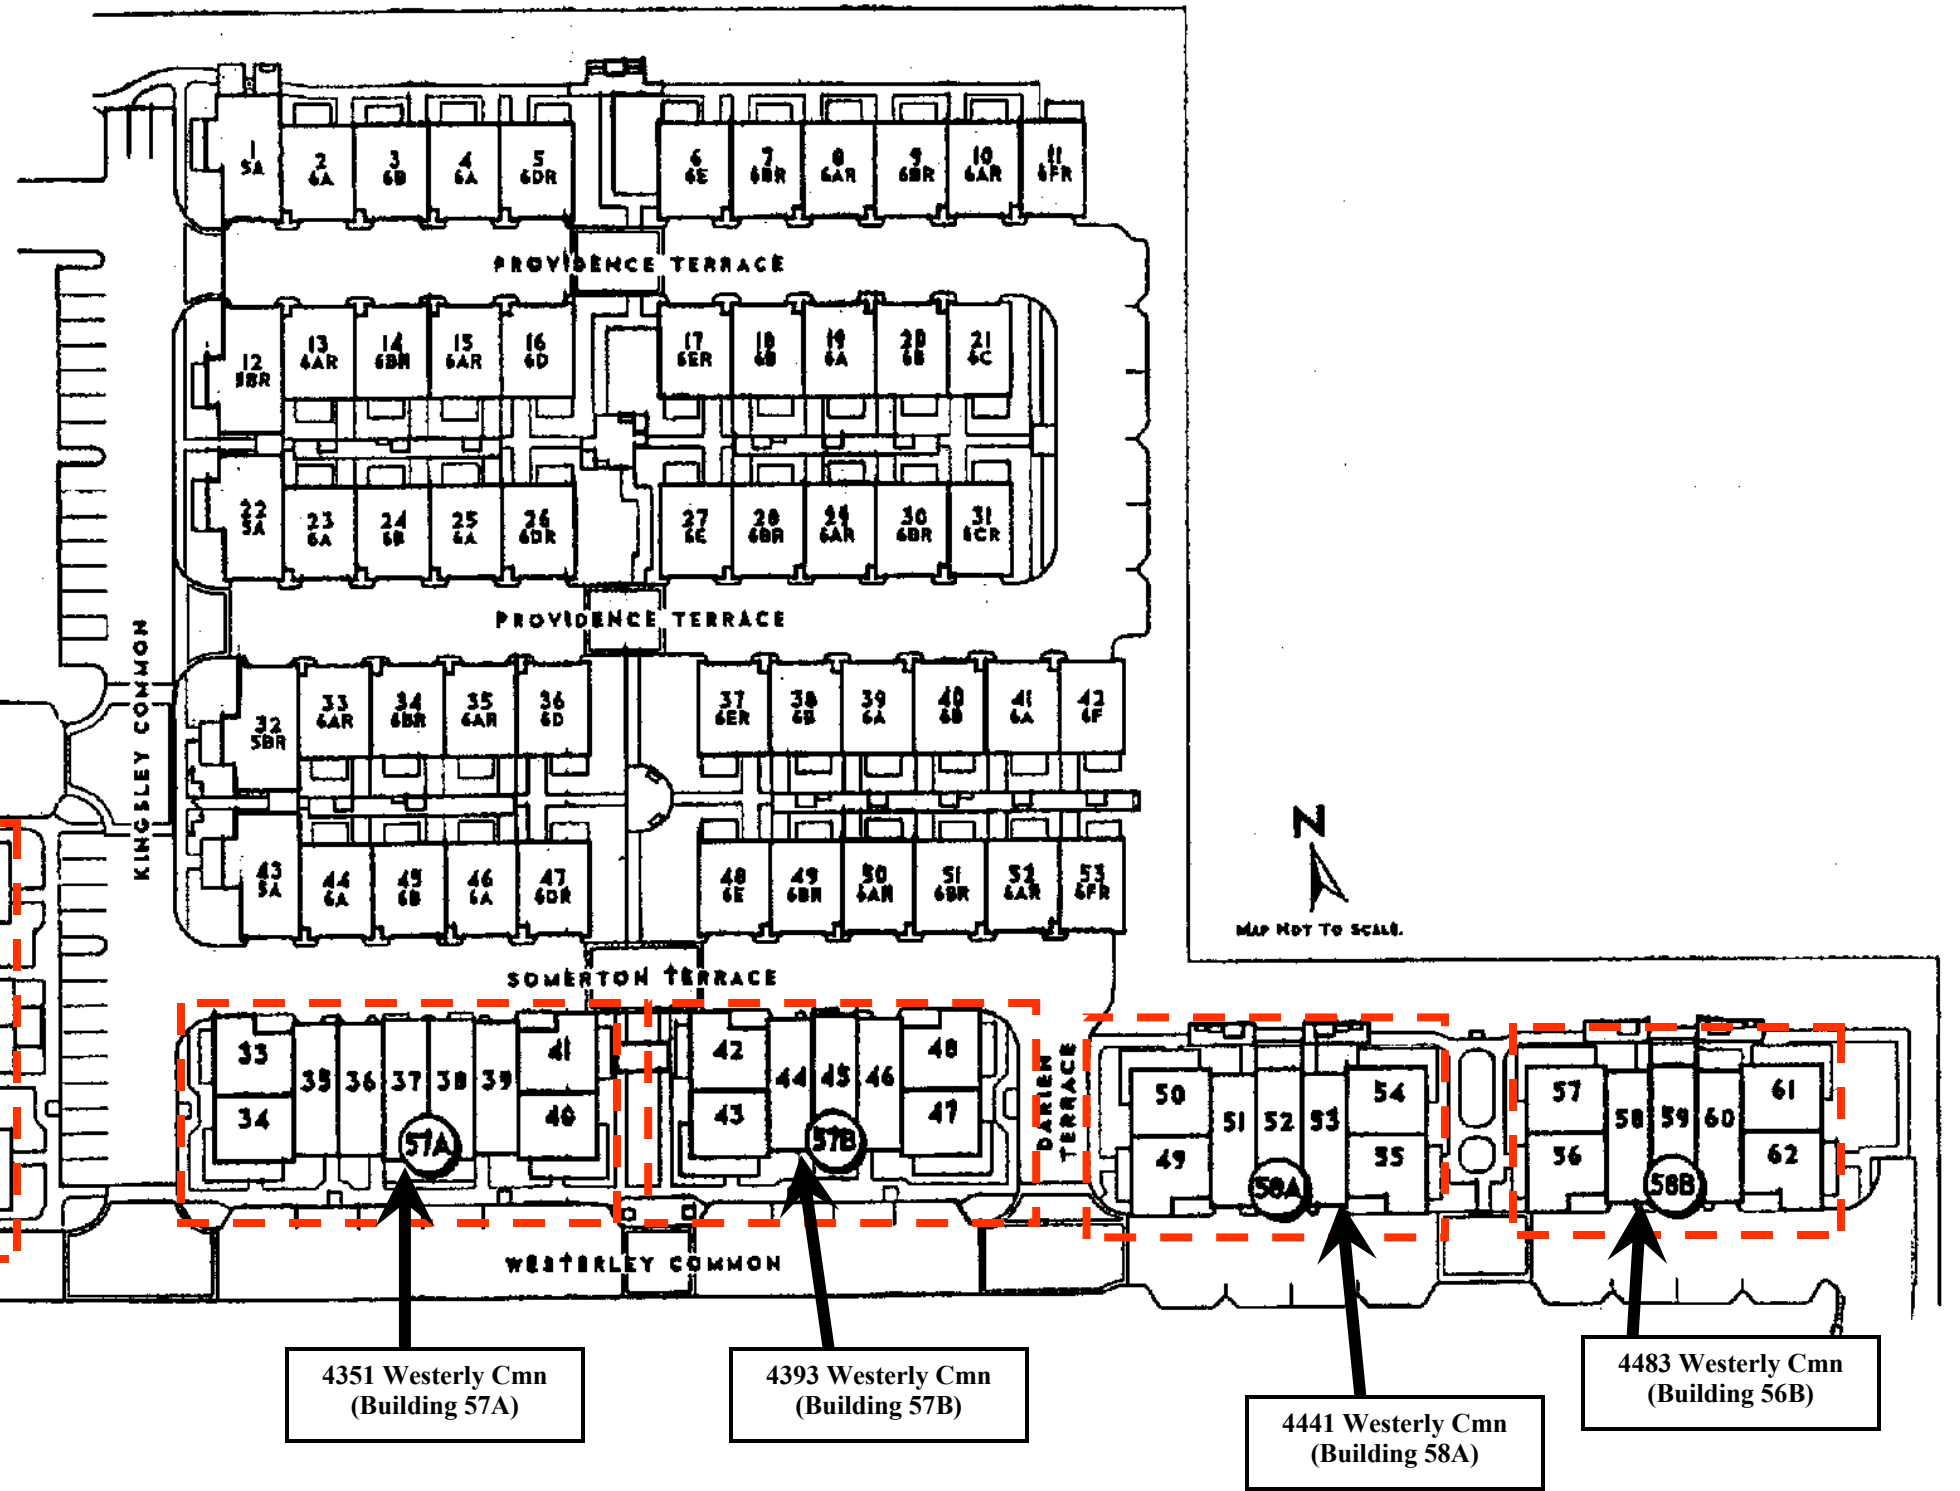 1 2 3 4 5 6 7 8 9 10 11
5A 6A 6B 6A 6DR 6E 6BR 6AR 6BR 6AR 6FR
PROVIDENCE TERRACE
12 13 14 15 16 17 18 19 20 21
5BR 6AR 6BR 6AR 6D 6ER 6B 6A 6B 6C
22 23 24 25 26 27 28 29 30 31
5A 6A 6B 6A 6DR 6E 6BR 6AR 6BR 6CR
PROVIDENCE TERRACE
KINGSLEY COMMON
32 33 34 35 36 37 38 39 40 41 42
5BR 6AR 6BR 6AR 6D 6ER 6B 6A 6B 6A 6F
43 44 45 46 47 48 49 50 51 52 53
5A 6A 6B 6A 6DR 6E 6BR 6AR 6BR 6AR 6FR
N
MAP NOT TO SCALE.
SOMERTON TERRACE
33 34 35 36 37 38 39 41 40
57A
42 43 44 45 46 48 47
57B
DARIEN
TERRACE
50 49 51 52 53 54 55
58A
57 56 58 59 60 61 62
58B
WESTERLEY COMMON
4351 Westerly Cmn
(Building 57A)
4393 Westerly Cmn
(Building 57B)
4441 Westerly Cmn
(Building 58A)
4483 Westerly Cmn
(Building 56B)